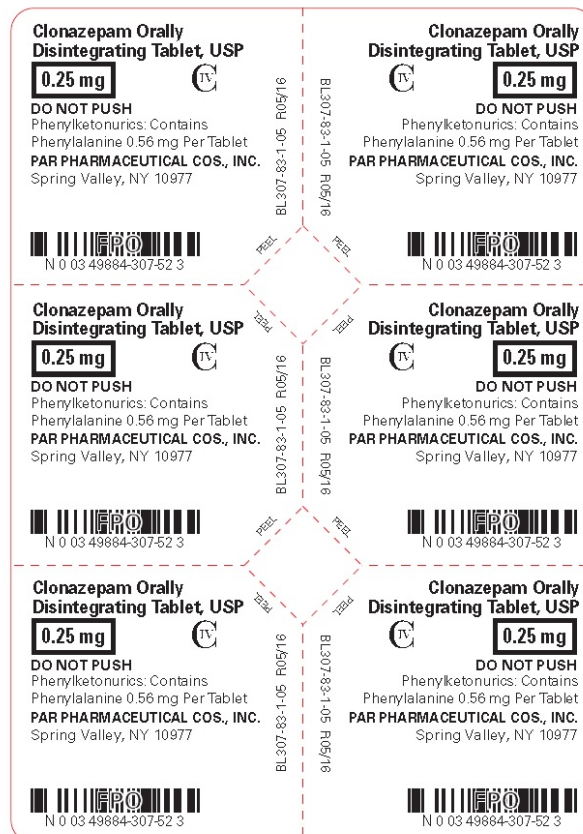 Clonazepam Orally
Disintegrating Tablet, USP
0.25 mg
CIV
DO NOT PUSH
Phenylketonurics: Contains
Phenylalanine 0.56 mg Per Tablet
PAR PHARMACEUTICAL COS., INC.
Spring Valley, NY 10977
BL307-83-1-05 R05/16
FPO
N 0 03 49884-307-52 3
PEEL
Clonazepam Orally
Disintegrating Tablet, USP
CIV
0.25 mg
DO NOT PUSH
Phenylketonurics: Contains
Phenylalanine 0.56 mg Per Tablet
PAR PHARMACEUTICAL COS., INC.
Spring Valley, NY 10977
BL307-83-1-05 R05/16
FPO
N 0 03 49884-307-52 3
PEEL
Clonazepam Orally
Disintegrating Tablet, USP
0.25 mg
CIV
DO NOT PUSH
Phenylketonurics: Contains
Phenylalanine 0.56 mg Per Tablet
PAR PHARMACEUTICAL COS., INC.
Spring Valley, NY 10977
PEEL
BL307-83-1-05 R05/16
FPO
N 0 03 49884-307-52 3
PEEL
Clonazepam Orally
Disintegrating Tablet, USP
CIV
0.25 mg
DO NOT PUSH
Phenylketonurics: Contains
Phenylalanine 0.56 mg Per Tablet
PAR PHARMACEUTICAL COS., INC.
Spring Valley, NY 10977
PEEL
BL307-83-1-05 R05/16
FPO
N 0 03 49884-307-52 3
PEEL
Clonazepam Orally
Disintegrating Tablet, USP
0.25 mg
CIV
DO NOT PUSH
Phenylketonurics: Contains
Phenylalanine 0.56 mg Per Tablet
PAR PHARMACEUTICAL COS., INC.
Spring Valley, NY 10977
PEEL
BL307-83-1-05 R05/16
FPO
N 0 03 49884-307-52 3
Clonazepam Orally
Disintegrating Tablet, USP
CIV
0.25 mg
DO NOT PUSH
Phenylketonurics: Contains
Phenylalanine 0.56 mg Per Tablet
PAR PHARMACEUTICAL COS., INC.
Spring Valley, NY 10977
PEEL
BL307-83-1-05 R05/16
FPO
N 0 03 49884-307-52 3